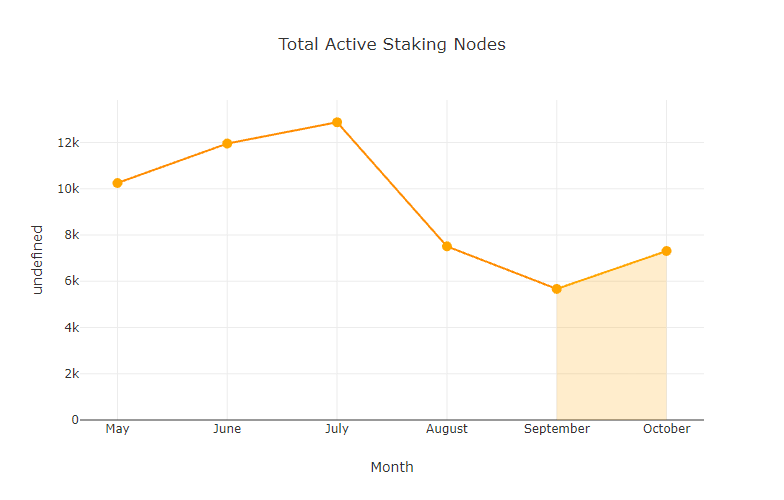 Total Active Staking Nodes
12k
10k
8k
6k
4k
2k
0
undefined
May June July August September October
Month